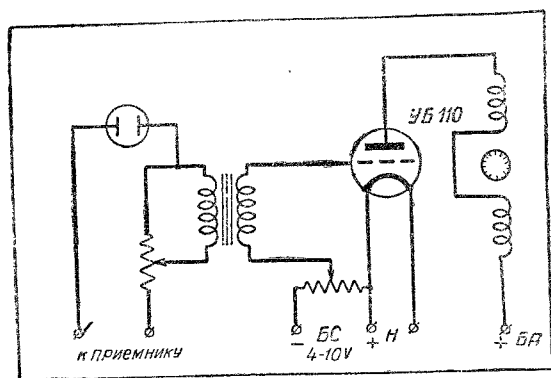 УБ 110
к приемнику
– БС
4-10V
+ Н
+ БА